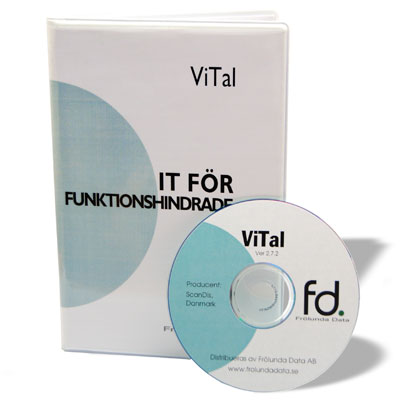 ViTal
IT FÖR
FUNKTIONSHINDRADE
ViTal
Ver 2.7.2
Producent:
ScanDis,
Danmark
fd.
Frölunda Data
Distribueras av Frölunda Data AB
www.frolundadata.se